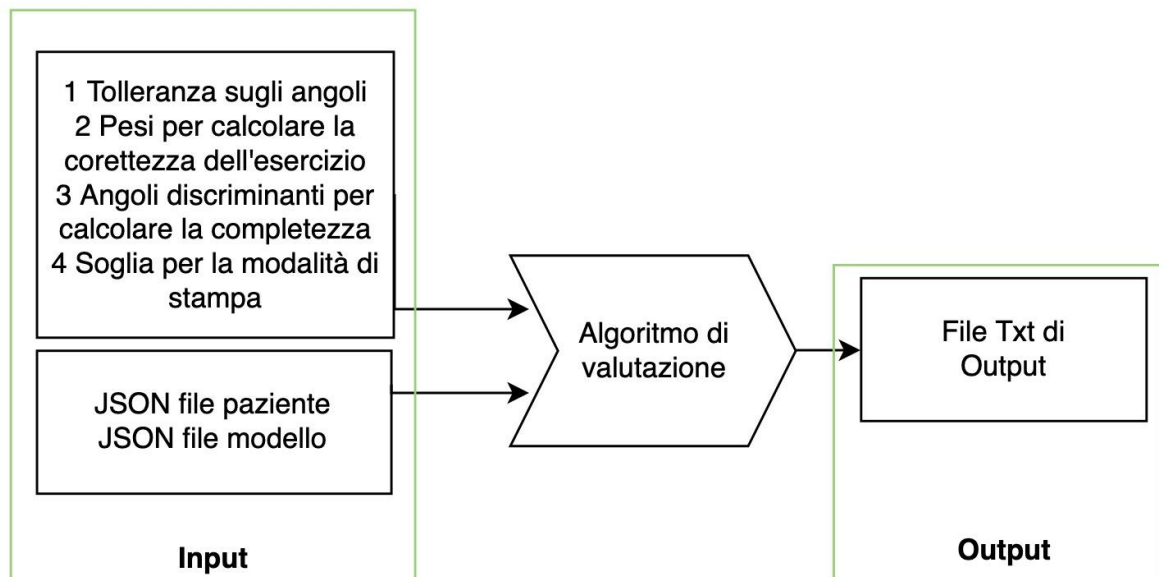 1 Tolleranza sugli angoli
2 Pesi per calcolare la
corettezza dell'esercizio
3 Angoli discriminanti per
calcolare la completezza
4 Soglia per la modalità di
stampa
JSON file paziente
JSON file modello
Input
Algoritmo di
valutazione
File Txt di
Output
Output